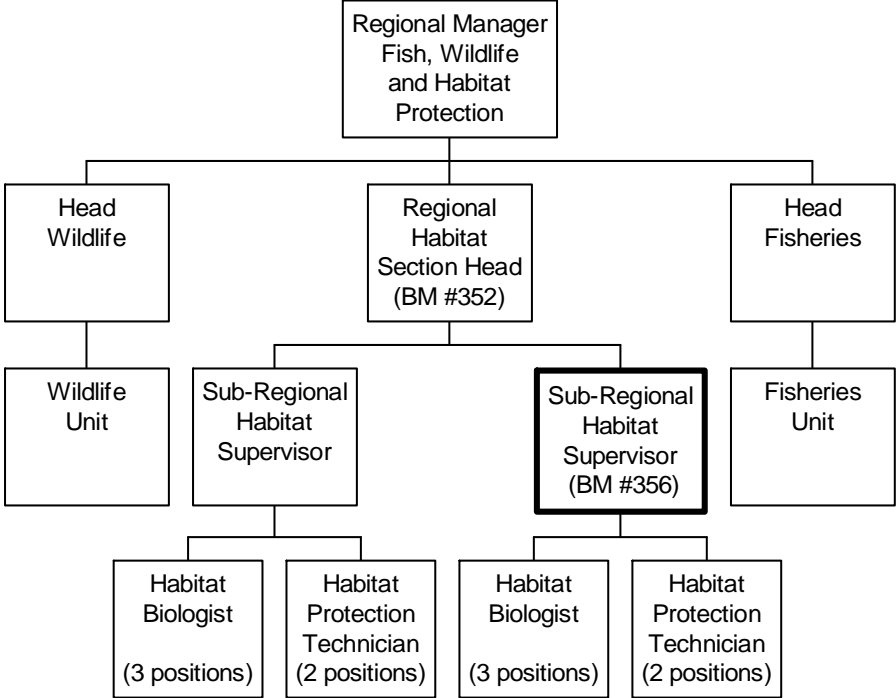 Regional Manager
Fish, Wildlife
and Habitat
Protection
Head
Wildlife
Regional
Habitat
Section Head
(BM #352)
Head
Fisheries
Wildlife
Unit
Sub-Regional
Habitat
Supervisor
Sub-Regional
Habitat
Supervisor
(BM #356)
Fisheries
Unit
Habitat
Biologist
(3 positions)
Habitat
Protection
Technician
(2 positions)
Habitat
Biologist
(3 positions)
Habitat
Protection
Technician
(2 positions)